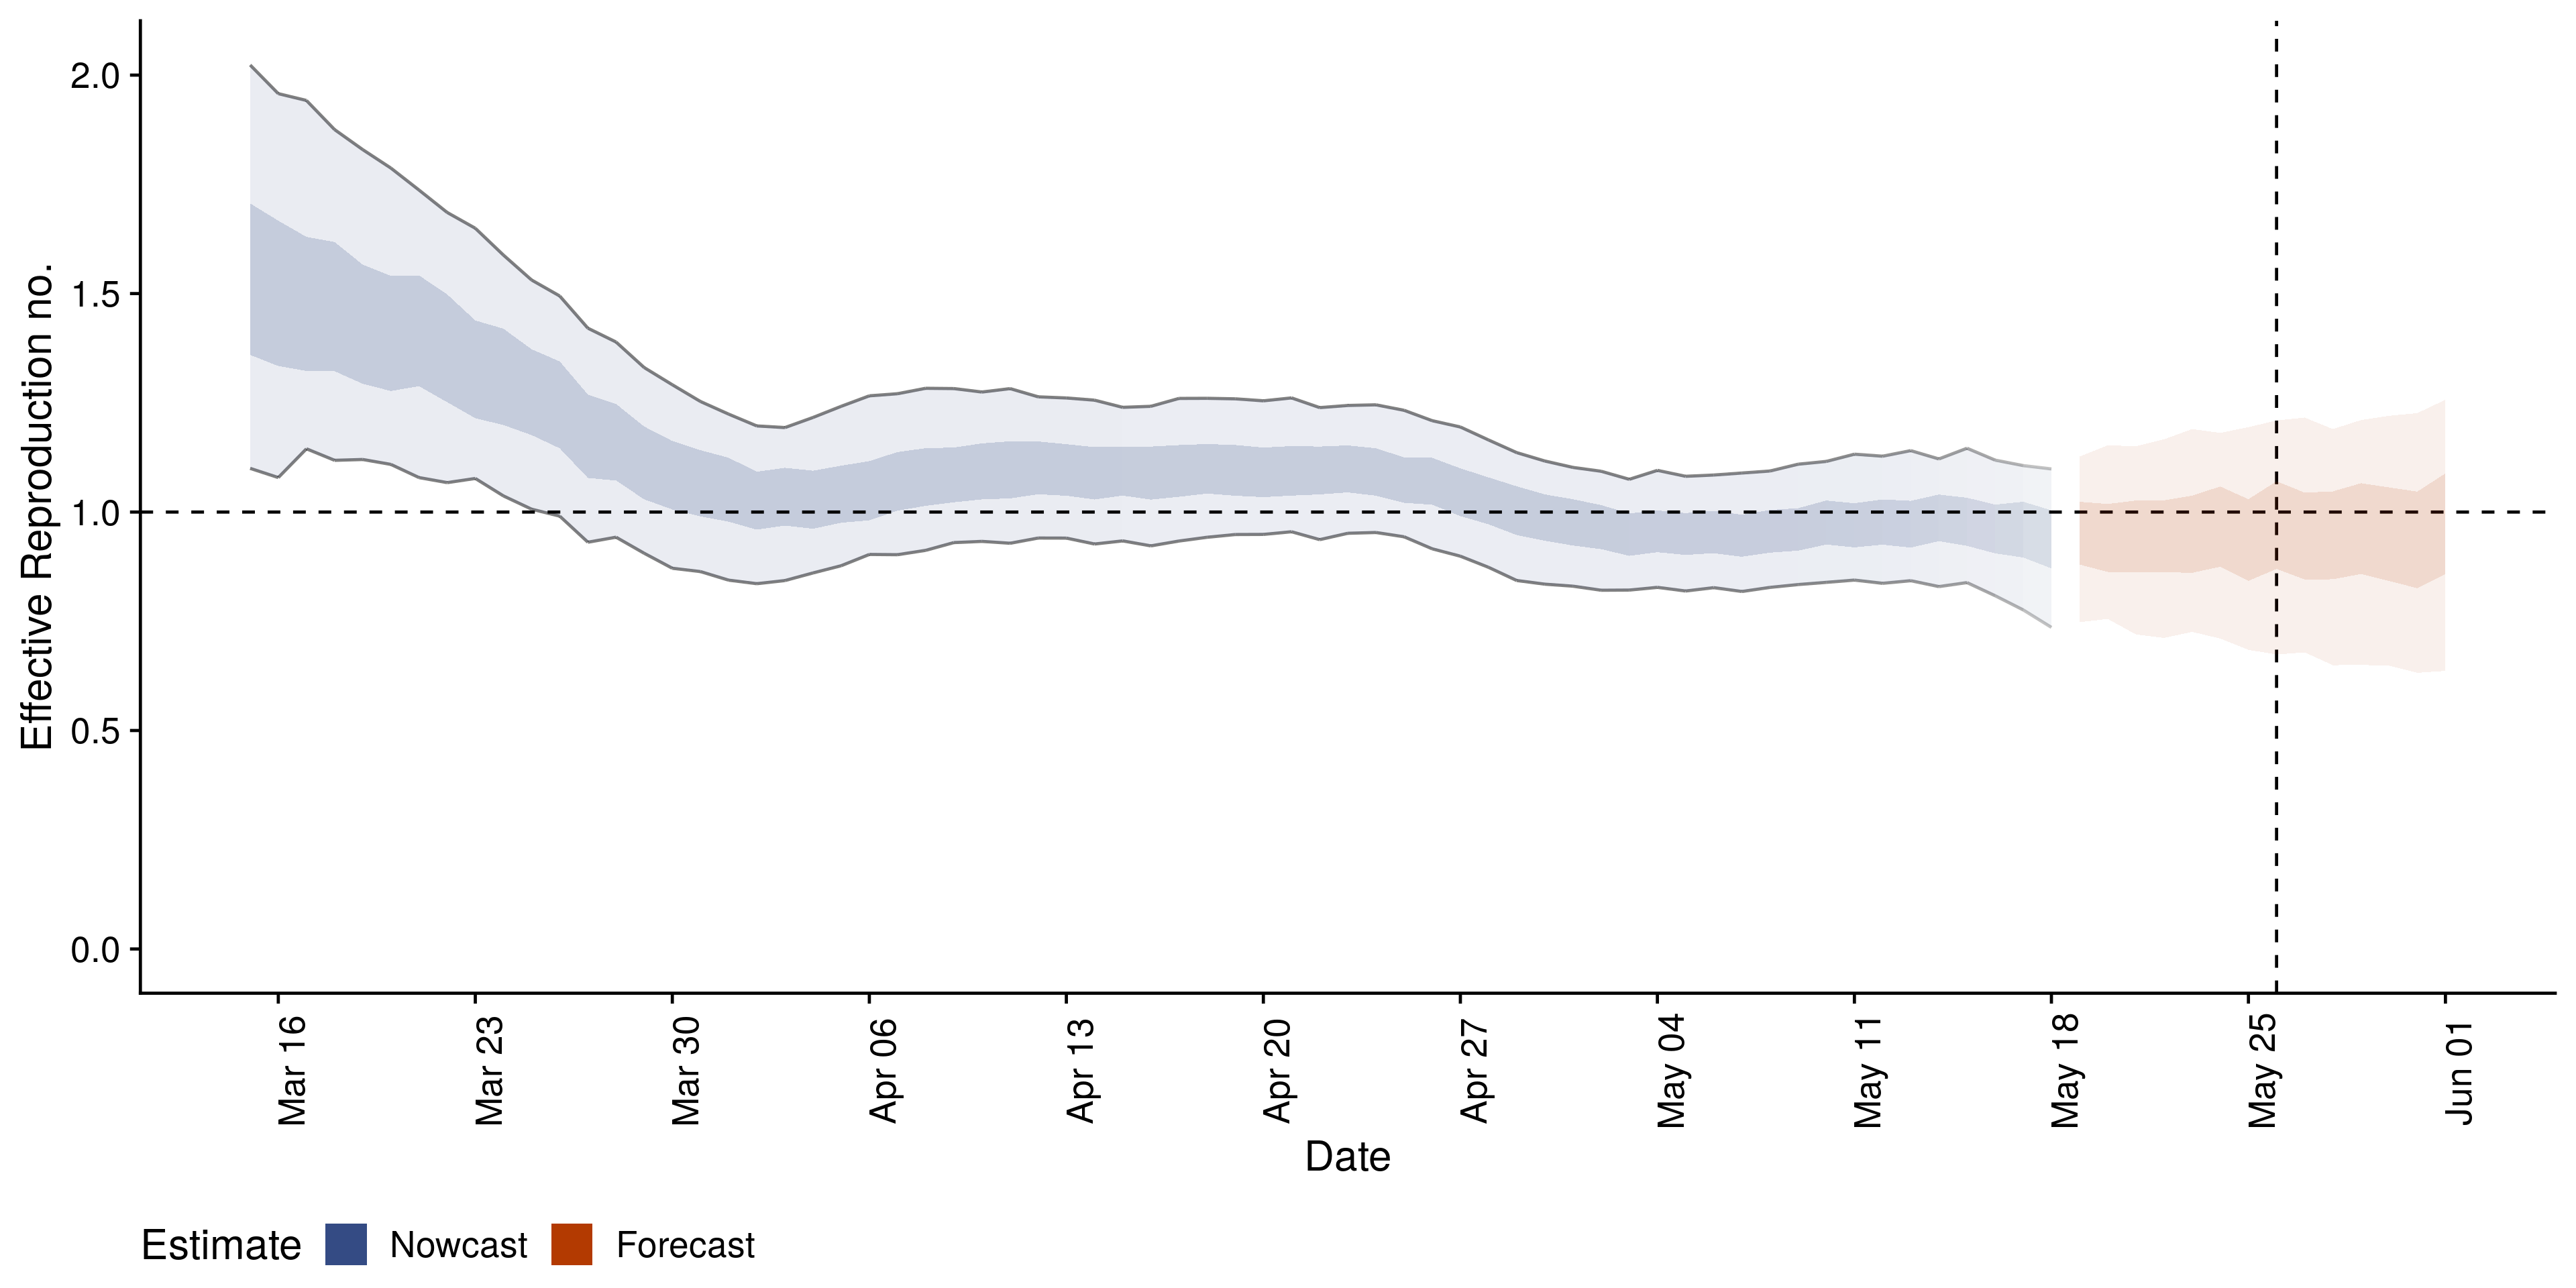 Effective Reproduction no.
2.0
1.5
1.0
0.5
0.0
Mar 16
Mar 23
Mar 30
Apr 06
Apr 13
Apr 20
Apr 27
May 04
May 11
May 18
May 25
Jun 01
Date
Estimate Nowcast Forecast